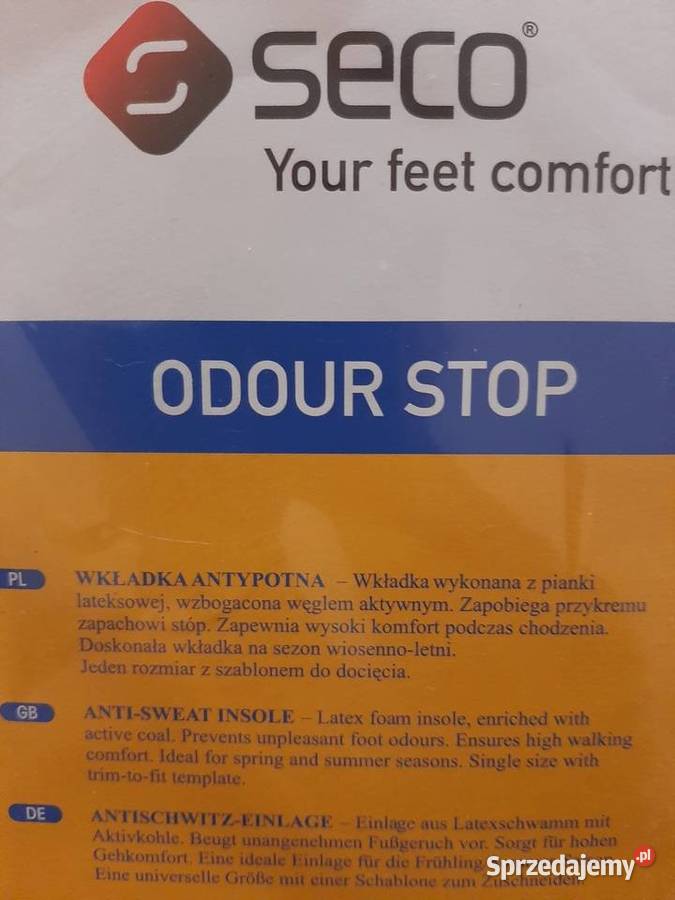 seco®
Your feet comfort
ODOUR STOP
PL WKŁADKA ANTYPOTNA – Wkładka wykonana z pianki
lateksowej, wzbogacona węglem aktywnym. Zapobiega przykremu
zapachowi stóp. Zapewnia wysoki komfort podczas chodzenia.
Doskonała wkładka na sezon wiosenno-letni.
Jeden rozmiar z szablonem do docięcia.
GB ANTI-SWEAT INSOLE – Latex foam insole, enriched with
active coal. Prevents unpleasant foot odours. Ensures high walking
comfort. Ideal for spring and summer seasons. Single size with
trim-to-fit template.
DE ANTISCHWITZ-EINLAGE – Einlage aus Latexschwamm mit
Aktivkohle. Beugt unangenehmen Fußgeruch vor. Sorgt für hohen
Gehkomfort. Eine ideale Einlage für die Frühling
Eine universelle Größe mit einer Schablone zum Zuschneiden.
Sprzedajemy.pl